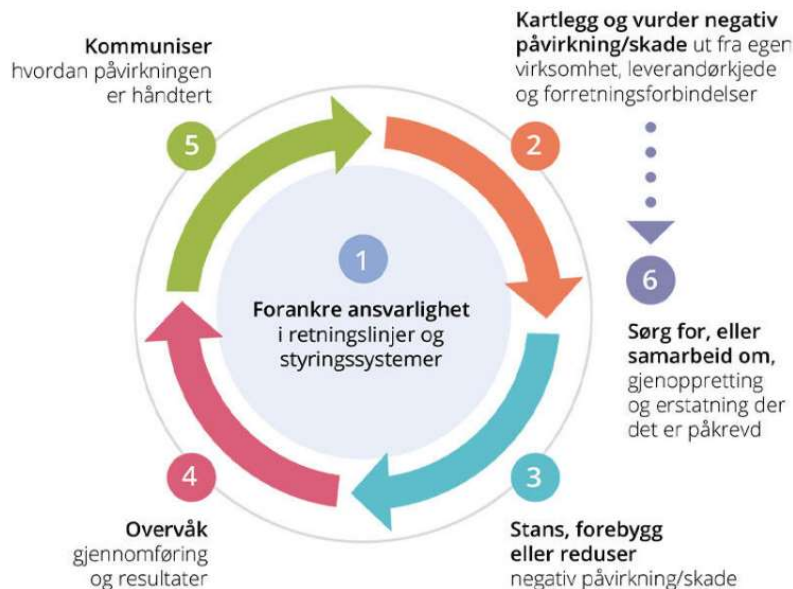 1
Forankre ansvarlighet
i retningslinjer og
styringssystemer
2
Kartlegg og vurder negativ
påvirkning/skade ut fra egen
virksomhet, leverandørkjede
og forretningsforbindelser
3
Stans, forebygg
eller reduser
negativ påvirkning/skade
4
Overvåk
gjennomføring
og resultater
5
Kommuniser
hvordan påvirkningen
er håndtert
6
Sørg for, eller
samarbeid om,
gjenoppretting
og erstatning der
det er påkrevd